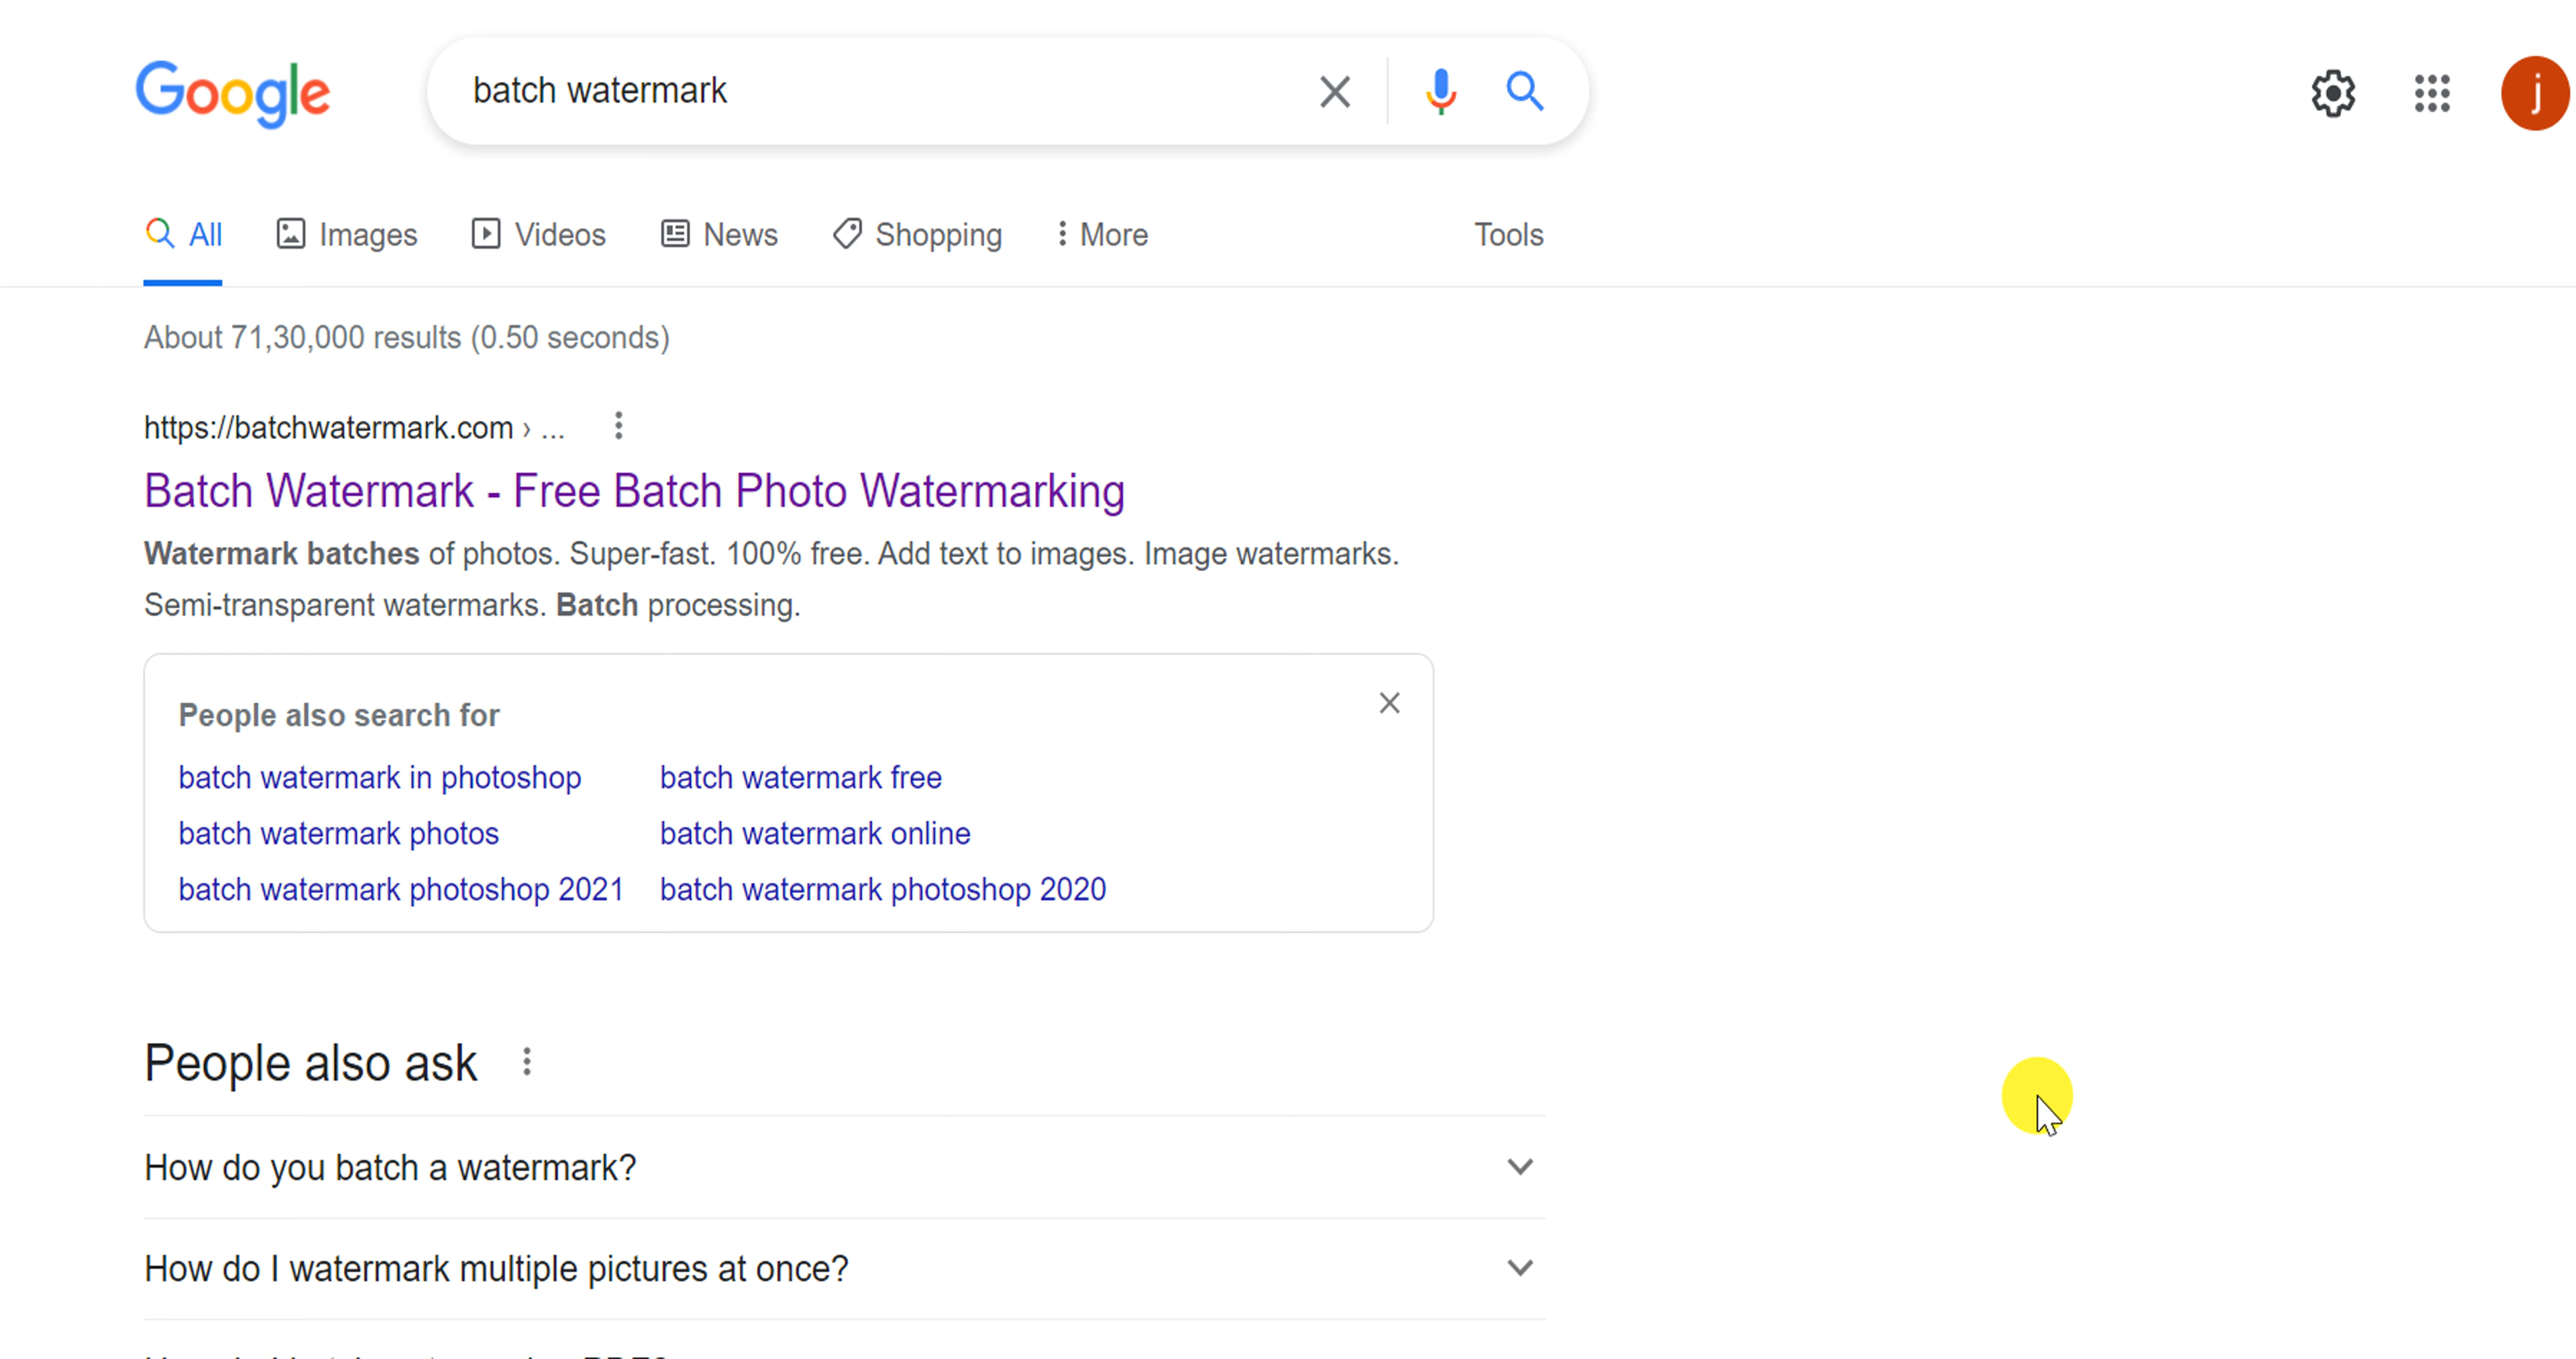 Google
batch watermark
j
All Images Videos News Shopping More Tools
About 71,30,000 results (0.50 seconds)
https://batchwatermark.com › ...
Batch Watermark - Free Batch Photo Watermarking
Watermark batches of photos. Super-fast. 100% free. Add text to images. Image watermarks.
Semi-transparent watermarks. Batch processing.
People also search for
batch watermark in photoshop batch watermark free
batch watermark photos batch watermark online
batch watermark photoshop 2021 batch watermark photoshop 2020
People also ask
How do you batch a watermark?
How do I watermark multiple pictures at once?